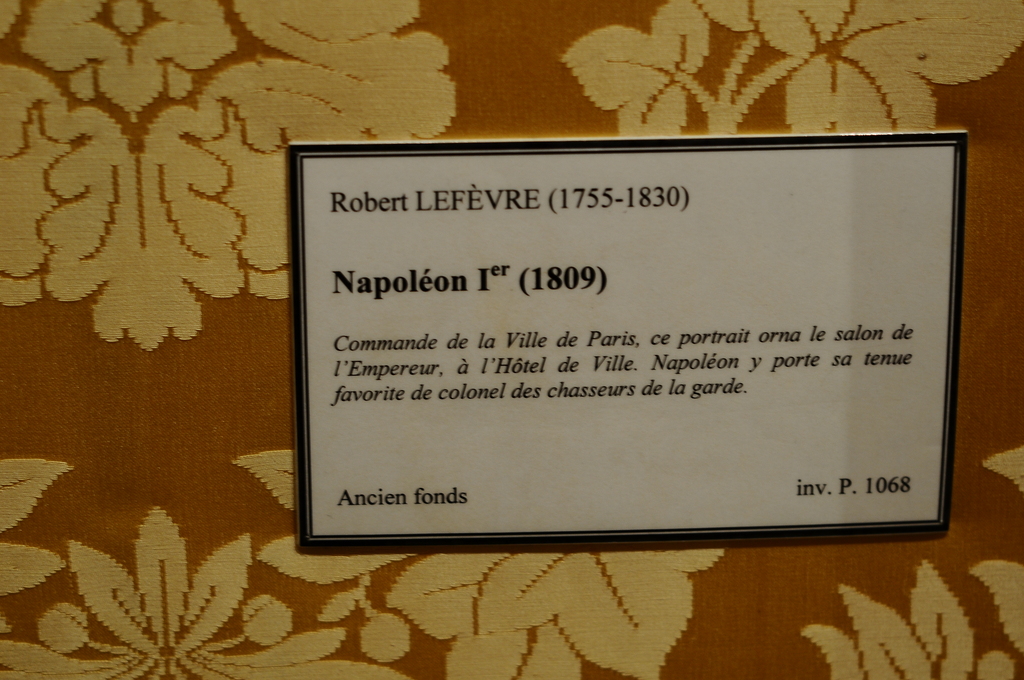 Robert LEFÈVRE (1755-1830)
Napoléon Ier (1809)
Commande de la Ville de Paris, ce portrait orna le salon de
l'Empereur, à l'Hôtel de Ville. Napoléon y porte sa tenue
favorite de colonel des chasseurs de la garde.
Ancien fonds
inv. P. 1068